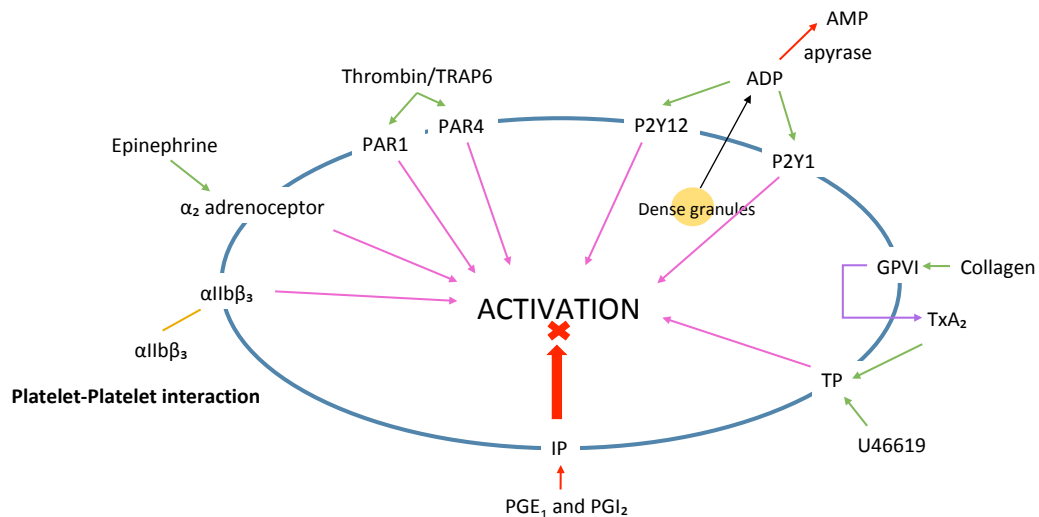 AMP
apyrase
Thrombin/TRAP6
ADP
PAR1
PAR4
P2Y12
Epinephrine
P2Y1
α₂ adrenoceptor
Dense granules
GPVI
Collagen
αIIbβ₃
ACTIVATION
TxA₂
αIIbβ₃
TP
Platelet-Platelet interaction
IP
U46619
PGE₁ and PGI₂